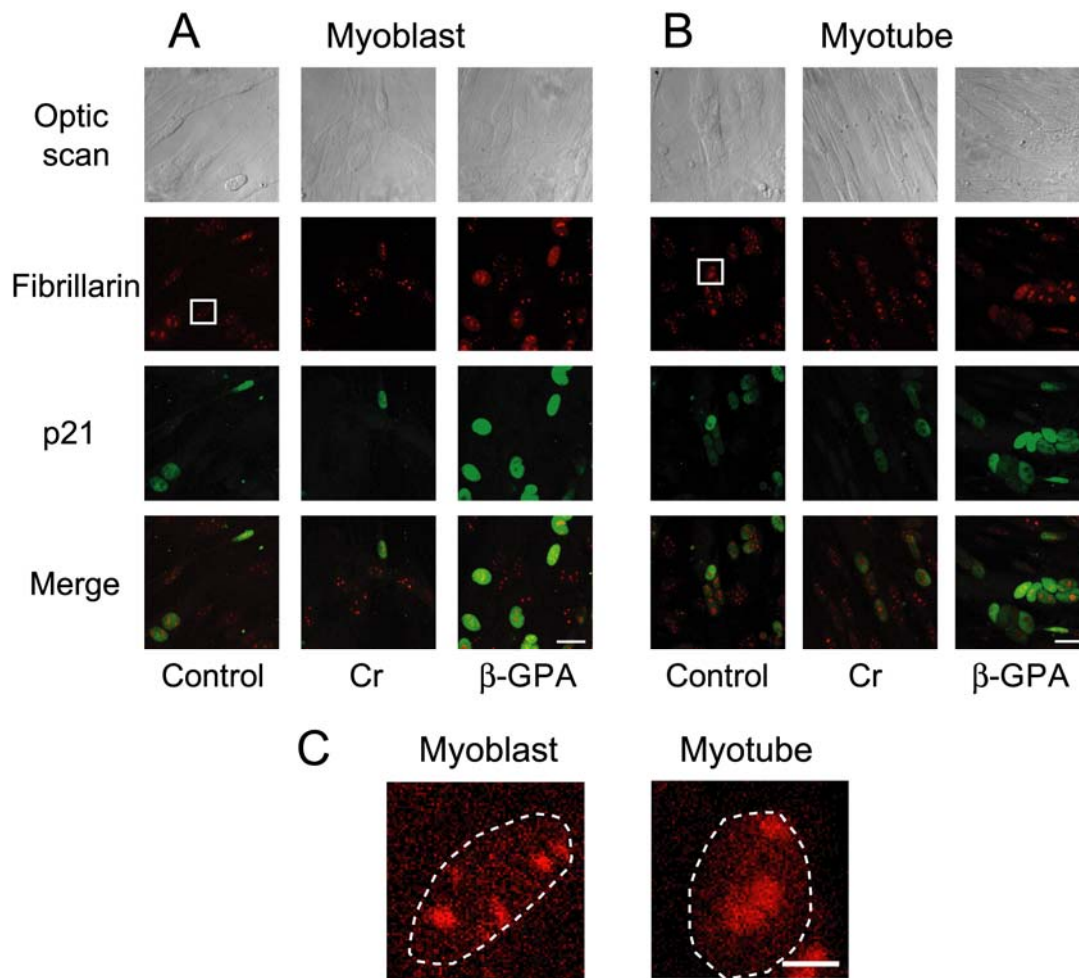 A Myoblast B Myotube
Optic
scan
Fibrillarin
p21
Merge
Control Cr β-GPA Control Cr β-GPA
C Myoblast Myotube